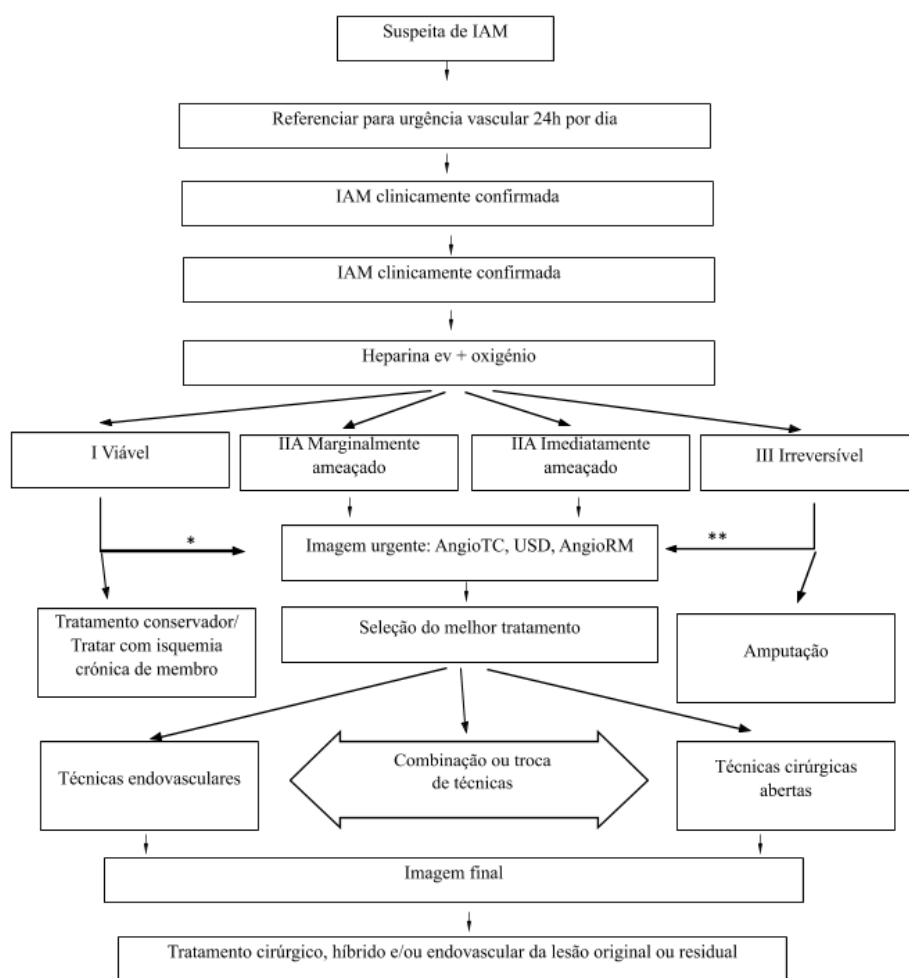 Suspeita de IAM
Referenciar para urgência vascular 24h por dia
IAM clinicamente confirmada
IAM clinicamente confirmada
Heparina ev + oxigénio
I Viável
IIA Marginalmente
ameaçado
IIA Imediatamente
ameaçado
III Irreversível
*
Imagem urgente: AngioTC, USD, AngioRM
**
Tratamento conservador/
Tratar com isquemia
crónica de membro
Seleção do melhor tratamento
Amputação
Técnicas endovasculares
Combinação ou troca
de técnicas
Técnicas cirúrgicas
abertas
Imagem final
Tratamento cirúrgico, híbrido e/ou endovascular da lesão original ou residual